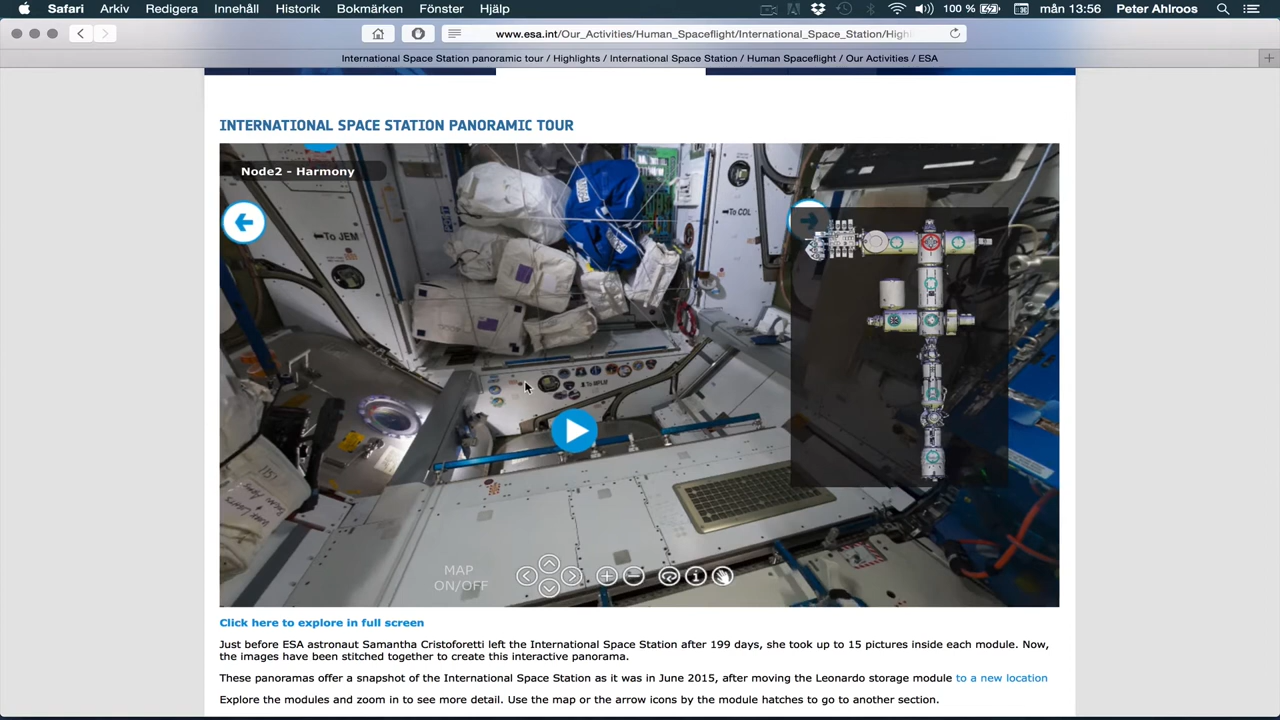 Safari Arkiv Redigera Innehåll Historik Bokmärken Fönster Hjälp 100 % mån 13:56 Peter Ahlroos
www.esa.int/Our_Activities/Human_Spaceflight/International_Space_Station/Highl
International Space Station panoramic tour / Highlights / International Space Station / Human Spaceflight / Our Activities / ESA
INTERNATIONAL SPACE STATION PANORAMIC TOUR
Node2 - Harmony
To COL
To JEM
MAP
ON/OFF
Click here to explore in full screen
Just before ESA astronaut Samantha Cristoforetti left the International Space Station after 199 days, she took up to 15 pictures inside each module. Now,
the images have been stitched together to create this interactive panorama.
These panoramas offer a snapshot of the International Space Station as it was in June 2015, after moving the Leonardo storage module to a new location
Explore the modules and zoom in to see more detail. Use the map or the arrow icons by the module hatches to go to another section.